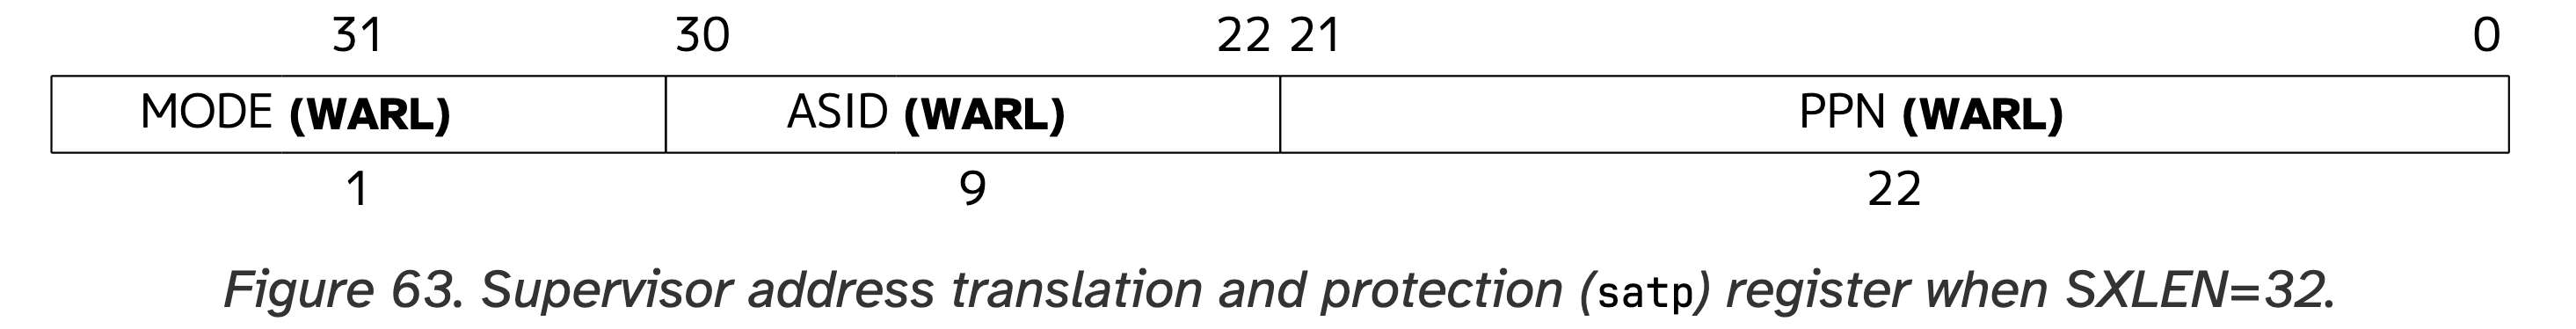 31 30 22 21 0
MODE (WARL) ASID (WARL) PPN (WARL)
1 9 22
Figure 63. Supervisor address translation and protection (satp) register when SXLEN=32.